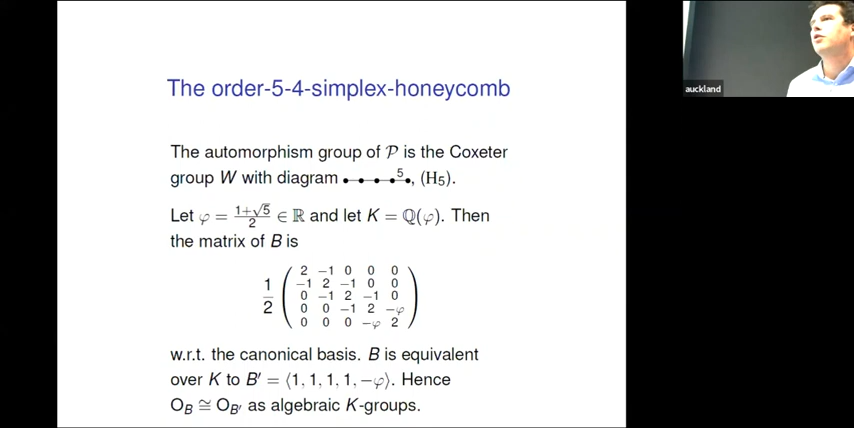 The order-5-4-simplex-honeycomb
auckland
The automorphism group of 𝒫 is the Coxeter
group W with diagram •–•–•–•⁵•, (H₅).
Let φ = (1+√5)/2 ∈ ℝ and let K = ℚ(φ). Then
the matrix of B is
1/2
2 −1 0 0 0
−1 2 −1 0 0
0 −1 2 −1 0
0 0 −1 2 −φ
0 0 0 −φ 2
w.r.t. the canonical basis. B is equivalent
over K to B′ = ⟨1, 1, 1, 1, −φ⟩. Hence
O_B ≅ O_B′ as algebraic K-groups.